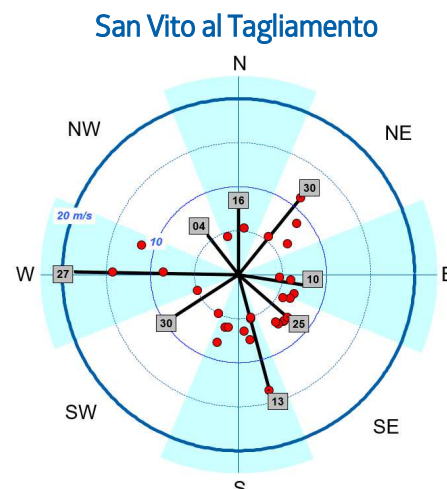 San Vito al Tagliamento
N
NW
NE
30
16
04
20 m/s
10
W
27
10
E
30
25
13
SW
SE
S